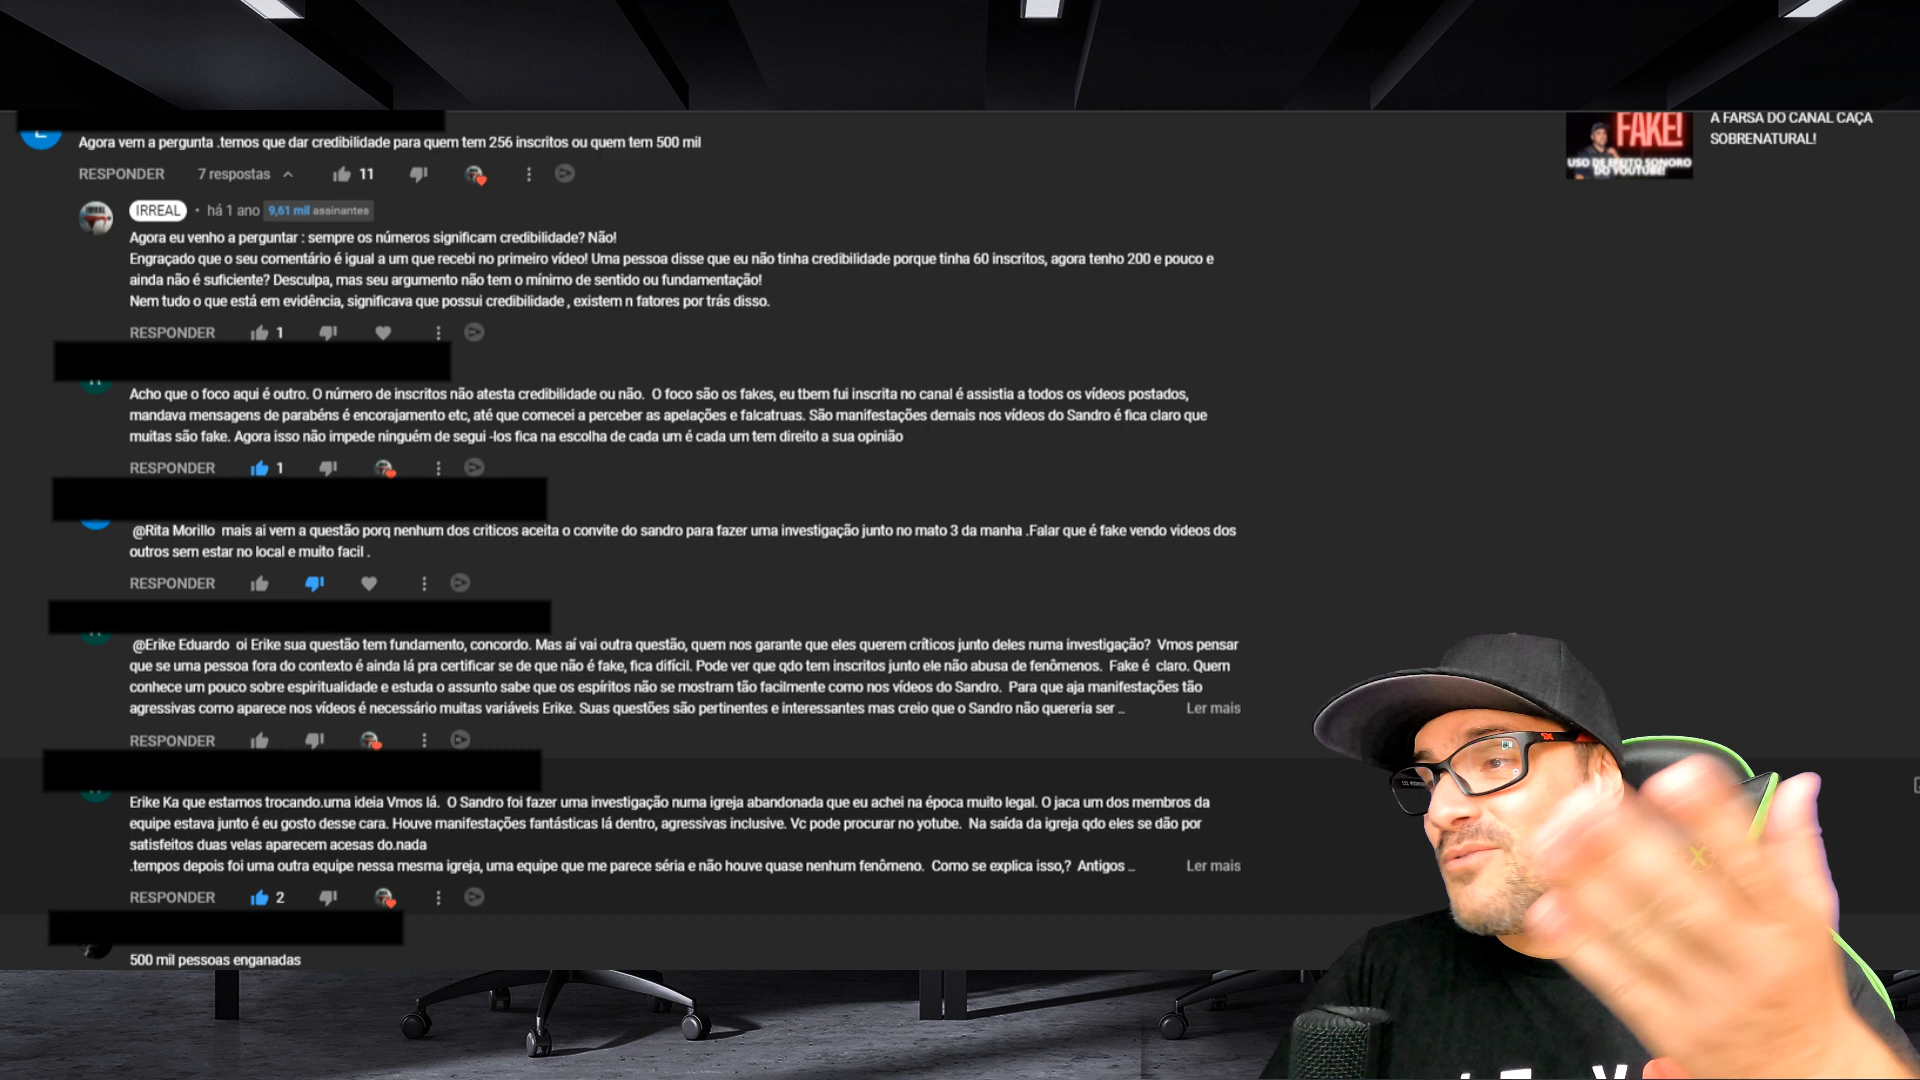 Agora vem a pergunta .temos que dar credibilidade para quem tem 256 inscritos ou quem tem 500 mil
RESPONDER 7 respostas 11
IRREAL • há 1 ano 9,61 mil assinantes
Agora eu venho a perguntar : sempre os números significam credibilidade? Não!
Engraçado que o seu comentário é igual a um que recebi no primeiro vídeo! Uma pessoa disse que eu não tinha credibilidade porque tinha 60 inscritos, agora tenho 200 e pouco e
ainda não é suficiente? Desculpa, mas seu argumento não tem o mínimo de sentido ou fundamentação!
Nem tudo o que está em evidência, significava que possui credibilidade , existem n fatores por trás disso.
RESPONDER 1
Acho que o foco aqui é outro. O número de inscritos não atesta credibilidade ou não. O foco são os fakes, eu tbem fui inscrita no canal é assistia a todos os vídeos postados,
mandava mensagens de parabéns é encorajamento etc, até que comecei a perceber as apelações e falcatruas. São manifestações demais nos vídeos do Sandro é fica claro que
muitas são fake. Agora isso não impede ninguém de segui -los fica na escolha de cada um é cada um tem direito a sua opinião
RESPONDER 1
@Rita Morillo mais ai vem a questão porq nenhum dos criticos aceita o convite do sandro para fazer uma investigação junto no mato 3 da manha .Falar que é fake vendo videos dos
outros sem estar no local e muito facil .
RESPONDER
@Erike Eduardo oi Erike sua questão tem fundamento, concordo. Mas aí vai outra questão, quem nos garante que eles querem críticos junto deles numa investigação? Vmos pensar
que se uma pessoa fora do contexto é ainda lá pra certificar se de que não é fake, fica difícil. Pode ver que qdo tem inscritos junto ele não abusa de fenômenos. Fake é claro. Quem
conhece um pouco sobre espiritualidade e estuda o assunto sabe que os espíritos não se mostram tão facilmente como nos vídeos do Sandro. Para que aja manifestações tão
agressivas como aparece nos vídeos é necessário muitas variáveis Erike. Suas questões são pertinentes e interessantes mas creio que o Sandro não quereria ser ... Ler mais
RESPONDER
Erike Ka que estamos trocando.uma ideia Vmos lá. O Sandro foi fazer uma investigação numa igreja abandonada que eu achei na época muito legal. O jaca um dos membros da
equipe estava junto é eu gosto desse cara. Houve manifestações fantásticas lá dentro, agressivas inclusive. Vc pode procurar no yotube. Na saída da igreja qdo eles se dão por
satisfeitos duas velas aparecem acesas do.nada
.tempos depois foi uma outra equipe nessa mesma igreja, uma equipe que me parece séria e não houve quase nenhum fenômeno. Como se explica isso,? Antigos ... Ler mais
RESPONDER 2
500 mil pessoas enganadas
FAKE!
USO DE EFEITO SONORO
DO YOUTUBE!
A FARSA DO CANAL CAÇA
SOBRENATURAL!